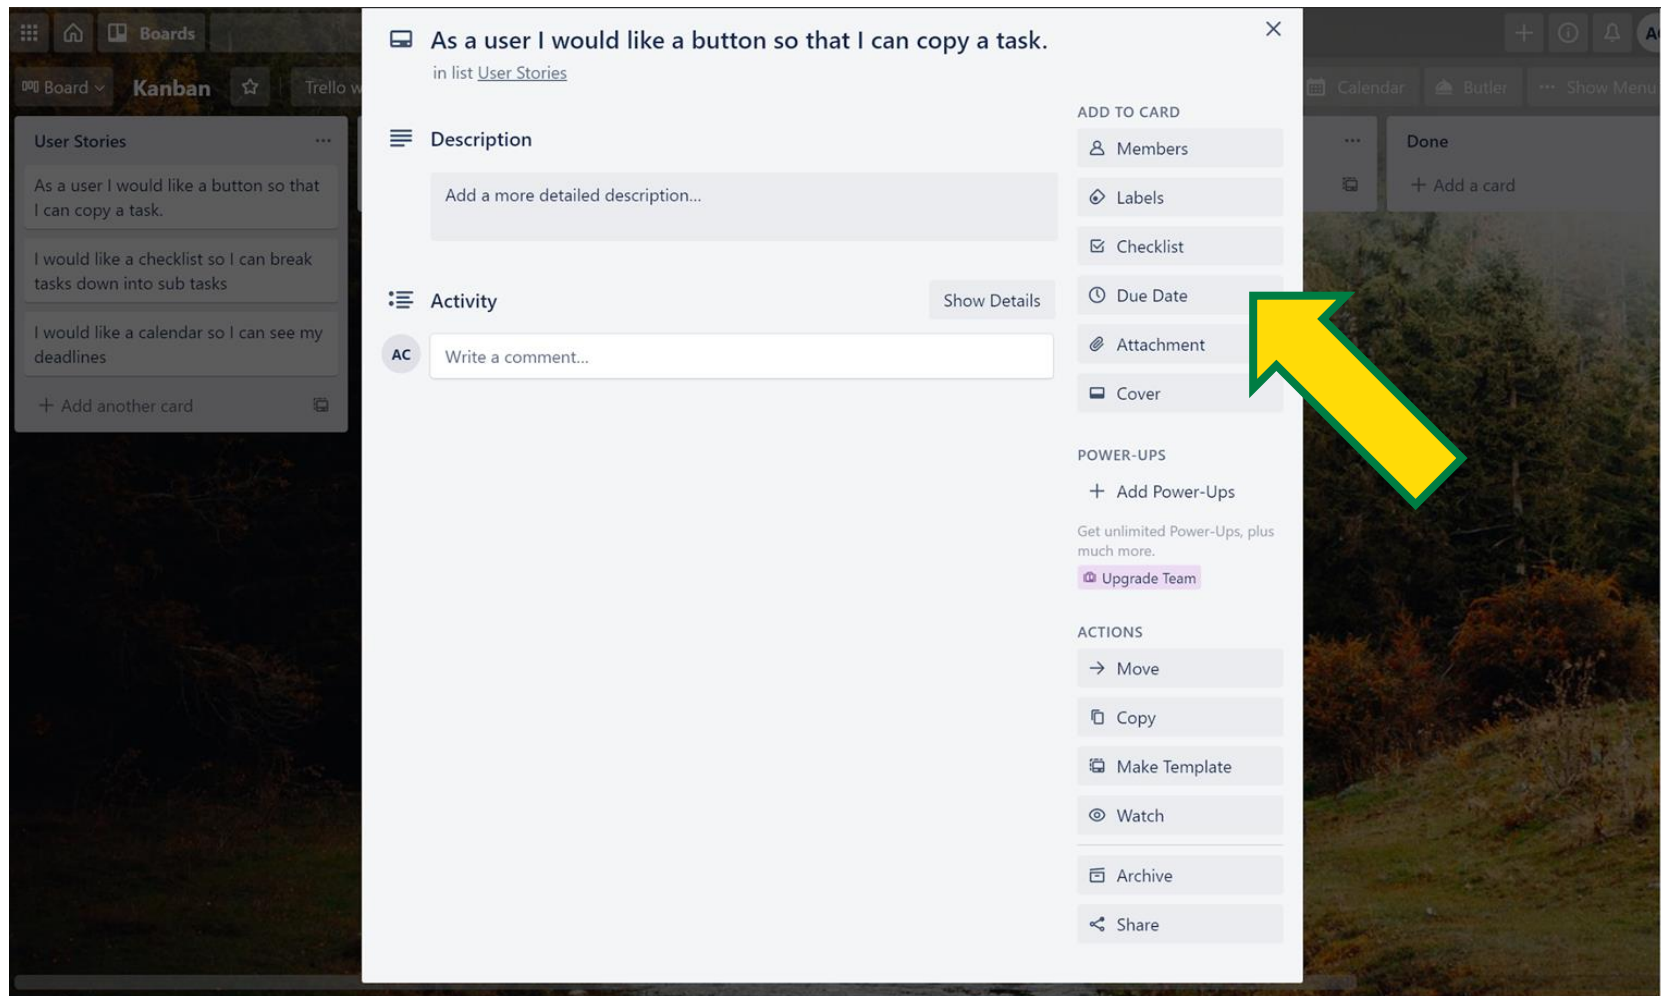 Boards
Board
Kanban
Trello w
Calendar
Butler
Show Menu
User Stories
As a user I would like a button so that
I can copy a task.
I would like a checklist so I can break
tasks down into sub tasks
I would like a calendar so I can see my
deadlines
Add another card
As a user I would like a button so that I can copy a task.
in list User Stories
Description
Add a more detailed description...
Activity
Show Details
AC
Write a comment...
ADD TO CARD
Members
Labels
Checklist
Due Date
Attachment
Cover
POWER-UPS
Add Power-Ups
Get unlimited Power-Ups, plus
much more.
Upgrade Team
ACTIONS
Move
Copy
Make Template
Watch
Archive
Share
Done
Add a card